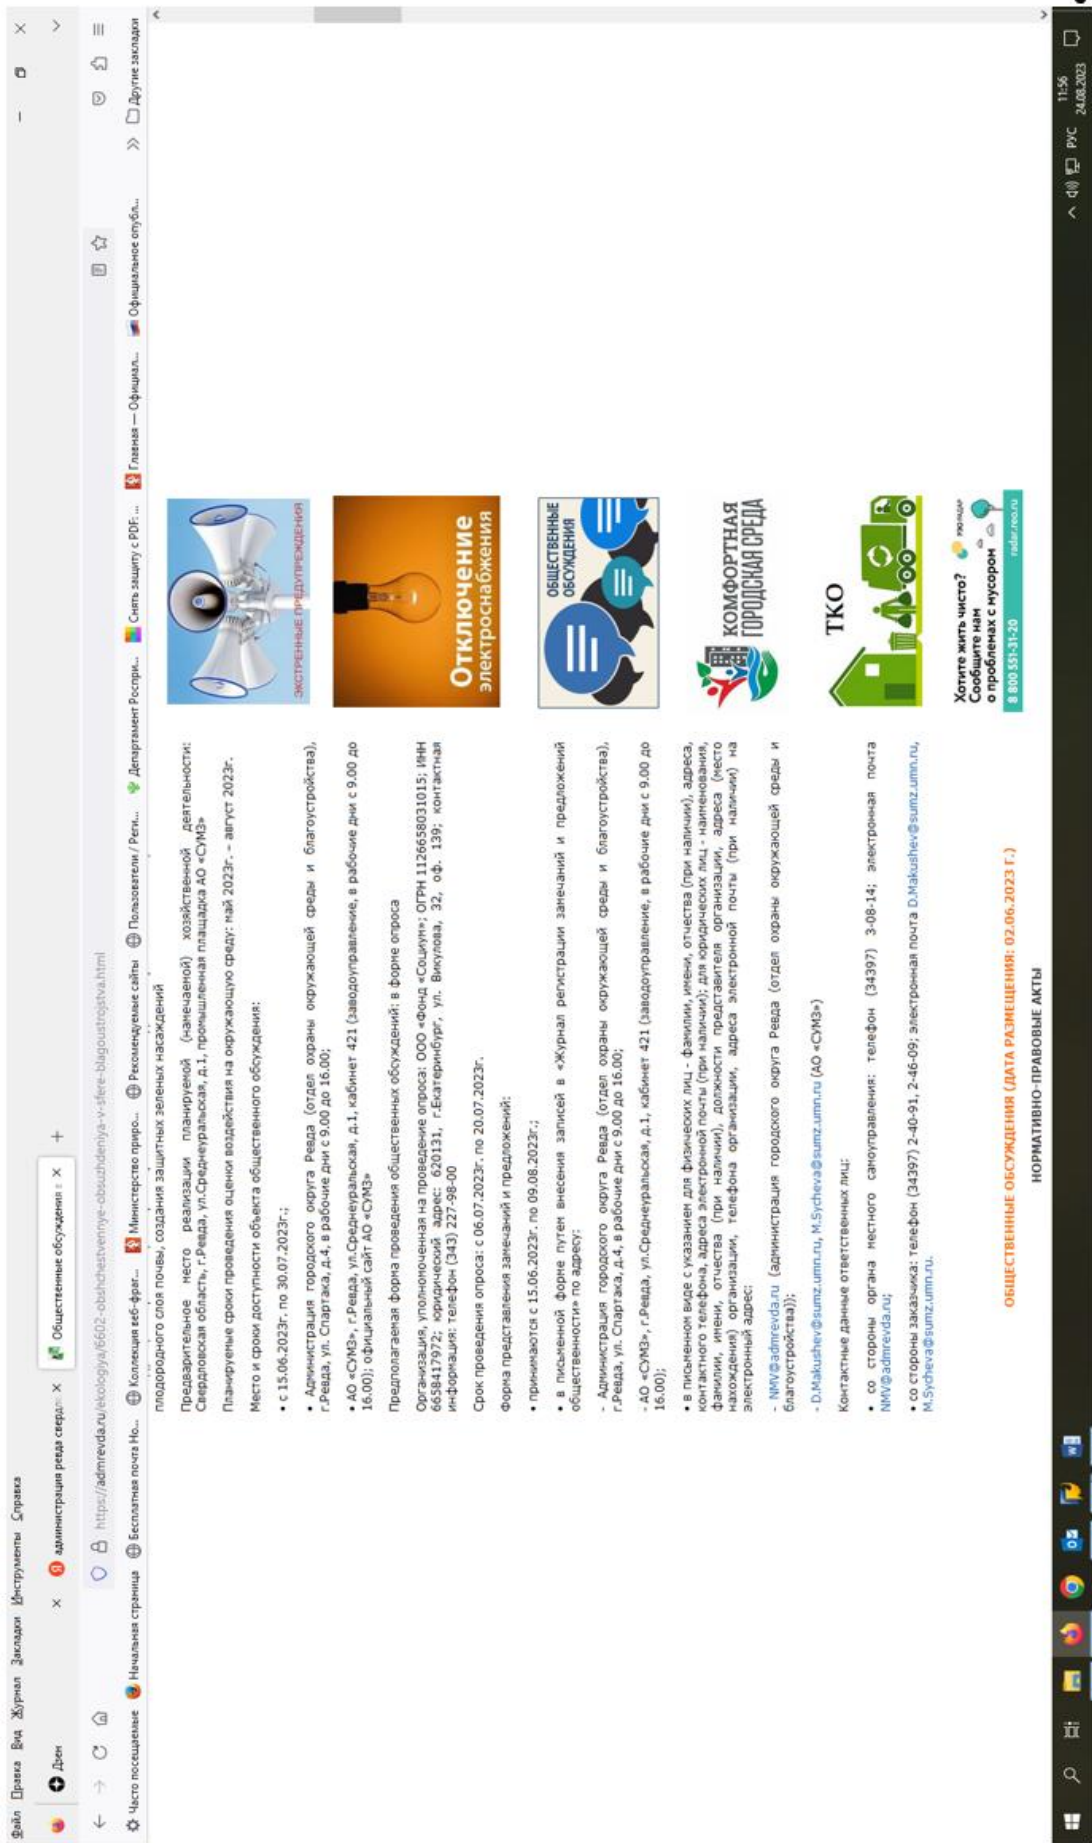 Файл Правка Вид Журнал Закладки Инструменты Справка
Дзен
администрация ревда свердл
Общественные обсуждения в
https://admrevda.ru/ekologiya/6602-obshchestvennye-obsuzhdeniya-v-sfere-blagoustrojstva.html
Часто посещаемые Начальная страница Бесплатная почта Но... Коллекция веб-фраг... Министерство приро... Рекомендуемые сайты Пользователи / Реги... Департамент Роспри... Снять защиту с PDF: ... Главная — Официал... Официальное опубл... Другие закладки
плодородного слоя почвы, создания защитных зеленых насаждений
Предварительное место реализации планируемой (намечаемой) хозяйственной деятельности:
Свердловская область, г.Ревда, ул.Среднеуральская, д.1, промышленная площадка АО «СУМЗ»
Планируемые сроки проведения оценки воздействия на окружающую среду: май 2023г. – август 2023г.
Место и сроки доступности объекта общественного обсуждения:
• с 15.06.2023г. по 30.07.2023г.;
• Администрация городского округа Ревда (отдел охраны окружающей среды и благоустройства),
г.Ревда, ул. Спартака, д.4, в рабочие дни с 9.00 до 16.00;
• АО «СУМЗ», г.Ревда, ул.Среднеуральская, д.1, кабинет 421 (заводоуправление, в рабочие дни с 9.00 до
16.00); официальный сайт АО «СУМЗ»
Предполагаемая форма проведения общественных обсуждений: в форме опроса
Организация, уполномоченная на проведение опроса: ООО «Фонд «Социум»; ОГРН 1126658031015; ИНН
6658417972; юридический адрес: 620131, г.Екатеринбург, ул. Викулова, 32, оф. 139; контактная
информация: телефон (343) 227-98-00
Срок проведения опроса: с 06.07.2023г. по 20.07.2023г.
Форма представления замечаний и предложений:
• принимаются с 15.06.2023г. по 09.08.2023г.;
• в письменной форме путем внесения записей в «Журнал регистрации замечаний и предложений
общественности» по адресу:
- Администрация городского округа Ревда (отдел охраны окружающей среды и благоустройства),
г.Ревда, ул. Спартака, д.4, в рабочие дни с 9.00 до 16.00;
- АО «СУМЗ», г.Ревда, ул.Среднеуральская, д.1, кабинет 421 (заводоуправление, в рабочие дни с 9.00 до
16.00);
• в письменном виде с указанием для физических лиц - фамилии, имени, отчества (при наличии), адреса,
контактного телефона, адреса электронной почты (при наличии); для юридических лиц - наименования,
фамилии, имени, отчества (при наличии), должности представителя организации, адреса (место
нахождения) организации, телефона организации, адреса электронной почты (при наличии) на
электронный адрес:
- NMV@admrevda.ru (администрация городского округа Ревда (отдел охраны окружающей среды и
благоустройства));
- D.Makushev@sumz.umn.ru, M.Sycheva@sumz.umn.ru (АО «СУМЗ»)
Контактные данные ответственных лиц:
• со стороны органа местного самоуправления: телефон (34397) 3-08-14; электронная почта
NMV@admrevda.ru;
• со стороны заказчика: телефон (34397) 2-40-91, 2-46-09; электронная почта D.Makushev@sumz.umn.ru,
M.Sycheva@sumz.umn.ru.
ОБЩЕСТВЕННЫЕ ОБСУЖДЕНИЯ (ДАТА РАЗМЕЩЕНИЯ: 02.06.2023 Г.)
НОРМАТИВНО-ПРАВОВЫЕ АКТЫ
ЭКСТРЕННЫЕ ПРЕДУПРЕЖДЕНИЯ
Отключение
электроснабжения
ОБЩЕСТВЕННЫЕ
ОБСУЖДЕНИЯ
КОМФОРТНАЯ
ГОРОДСКАЯ СРЕДА
ТКО
Хотите жить чисто?
Сообщите нам
о проблемах с мусором
РЭО РАДАР
8 800 551-31-20 radar.reo.ru
РУС
11:56
24.08.2023